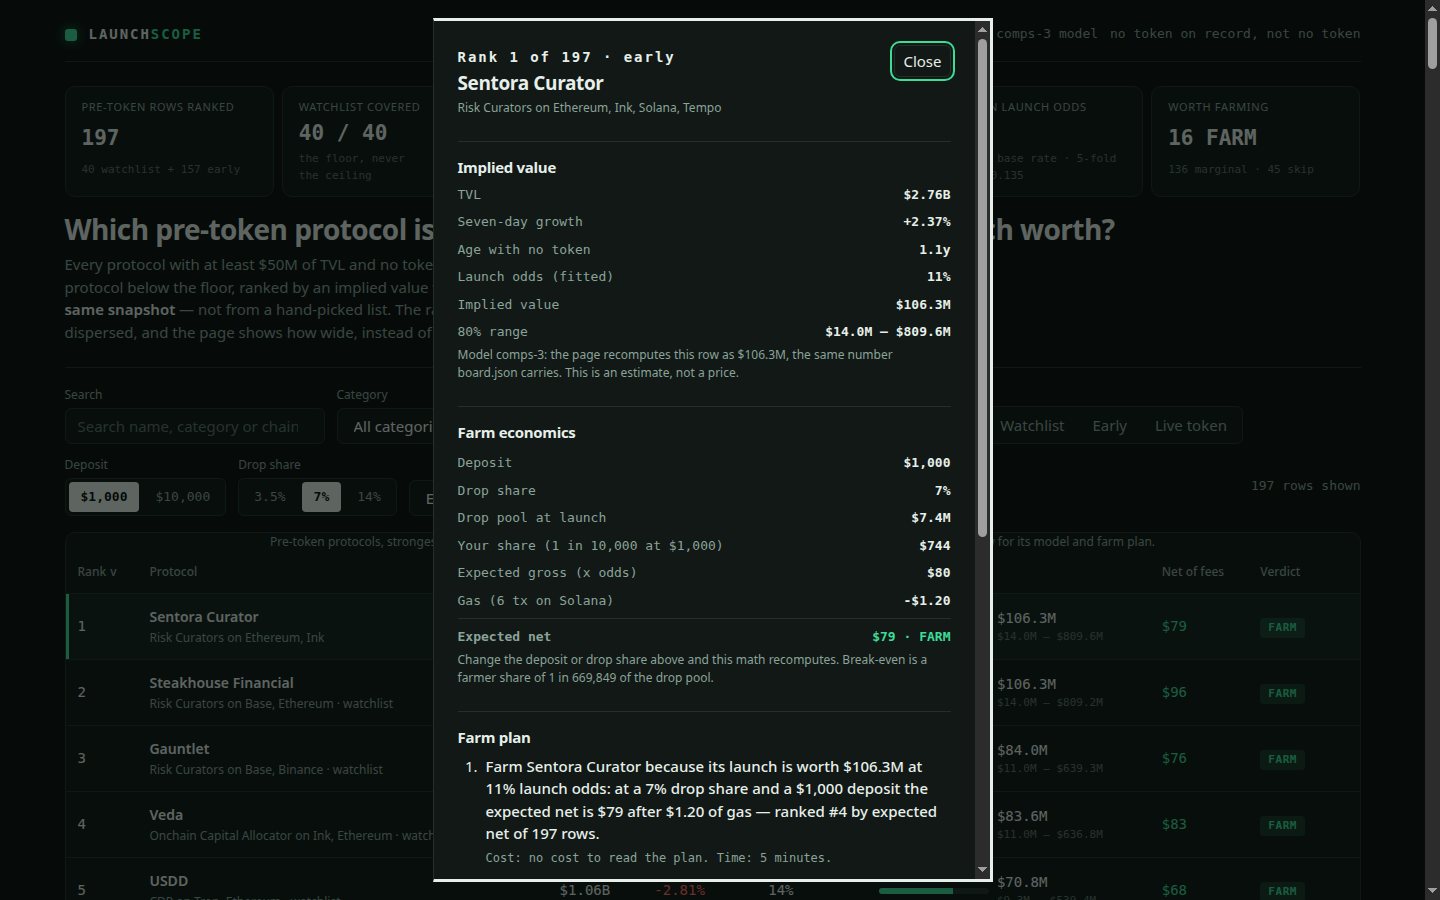 LAUNCHSCOPE
comps-3 model no token on record, not no token
PRE-TOKEN ROWS RANKED
197
40 watchlist + 157 early
WATCHLIST COVERED
40 / 40
the floor, never
the ceiling
LAUNCH ODDS
base rate · 5-fold
0.135
WORTH FARMING
16 FARM
136 marginal · 45 skip
Which pre-token protocol is
ch worth?
Every protocol with at least $50M of TVL and no toke
protocol below the floor, ranked by an implied value
same snapshot — not from a hand-picked list. The ra
dispersed, and the page shows how wide, instead of
Search
Search name, category or chain
Category
All categori
Watchlist
Early
Live token
Deposit
$1,000
$10,000
Drop share
3.5%
7%
14%
E
197 rows shown
Pre-token protocols, stronges
for its model and farm plan.
Rank v
Protocol
Net of fees
Verdict
1
Sentora Curator
Risk Curators on Ethereum, Ink
$106.3M
$14.0M — $809.6M
$79
FARM
2
Steakhouse Financial
Risk Curators on Base, Ethereum · watchlist
$106.3M
$14.0M — $809.2M
$96
FARM
3
Gauntlet
Risk Curators on Base, Binance · watchlist
$84.0M
$11.0M — $639.3M
$76
FARM
4
Veda
Onchain Capital Allocator on Ink, Ethereum · watch
$83.6M
$11.0M — $636.8M
$83
FARM
5
USDD
$1.06B
-2.81%
14%
$70.8M
$68
FARM
Rank 1 of 197 · early
Close
Sentora Curator
Risk Curators on Ethereum, Ink, Solana, Tempo
Implied value
TVL $2.76B
Seven-day growth +2.37%
Age with no token 1.1y
Launch odds (fitted) 11%
Implied value $106.3M
80% range $14.0M — $809.6M
Model comps-3: the page recomputes this row as $106.3M, the same number
board.json carries. This is an estimate, not a price.
Farm economics
Deposit $1,000
Drop share 7%
Drop pool at launch $7.4M
Your share (1 in 10,000 at $1,000) $744
Expected gross (x odds) $80
Gas (6 tx on Solana) -$1.20
Expected net $79 · FARM
Change the deposit or drop share above and this math recomputes. Break-even is a
farmer share of 1 in 669,849 of the drop pool.
Farm plan
1. Farm Sentora Curator because its launch is worth $106.3M at
11% launch odds: at a 7% drop share and a $1,000 deposit the
expected net is $79 after $1.20 of gas — ranked #4 by expected
net of 197 rows.
Cost: no cost to read the plan. Time: 5 minutes.